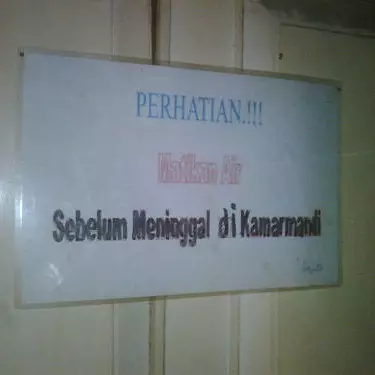 PERHATIAN.!!!
Matikan Air
Sebelum Meninggal di Kamarmandi